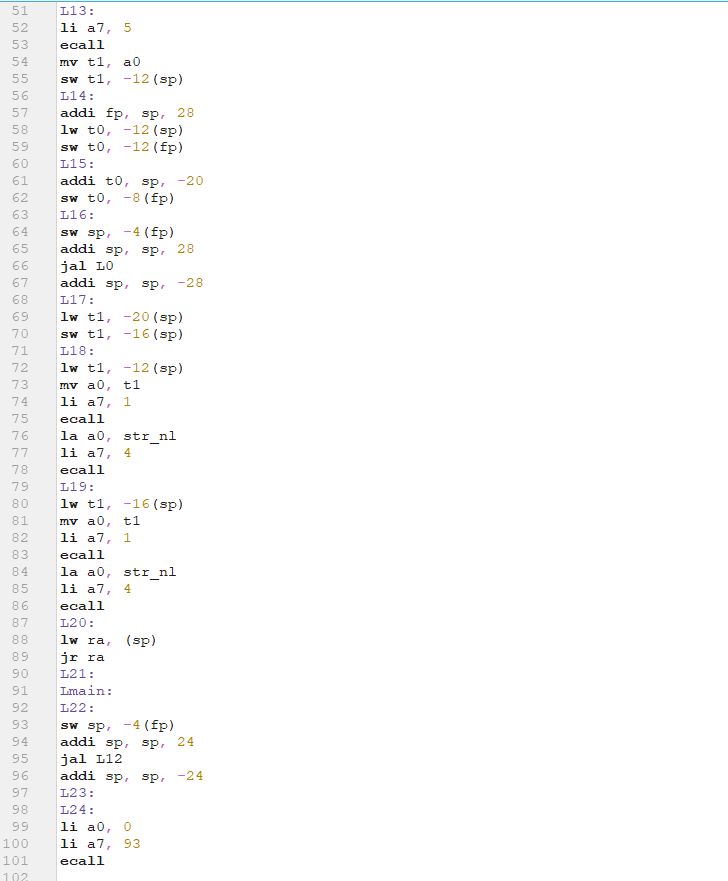 51 L13:
52 li a7, 5
53 ecall
54 mv t1, a0
55 sw t1, -12(sp)
56 L14:
57 addi fp, sp, 28
58 lw t0, -12(sp)
59 sw t0, -12(fp)
60 L15:
61 addi t0, sp, -20
62 sw t0, -8(fp)
63 L16:
64 sw sp, -4(fp)
65 addi sp, sp, 28
66 jal L0
67 addi sp, sp, -28
68 L17:
69 lw t1, -20(sp)
70 sw t1, -16(sp)
71 L18:
72 lw t1, -12(sp)
73 mv a0, t1
74 li a7, 1
75 ecall
76 la a0, str_nl
77 li a7, 4
78 ecall
79 L19:
80 lw t1, -16(sp)
81 mv a0, t1
82 li a7, 1
83 ecall
84 la a0, str_nl
85 li a7, 4
86 ecall
87 L20:
88 lw ra, (sp)
89 jr ra
90 L21:
91 Lmain:
92 L22:
93 sw sp, -4(fp)
94 addi sp, sp, 24
95 jal L12
96 addi sp, sp, -24
97 L23:
98 L24:
99 li a0, 0
100 li a7, 93
101 ecall
102